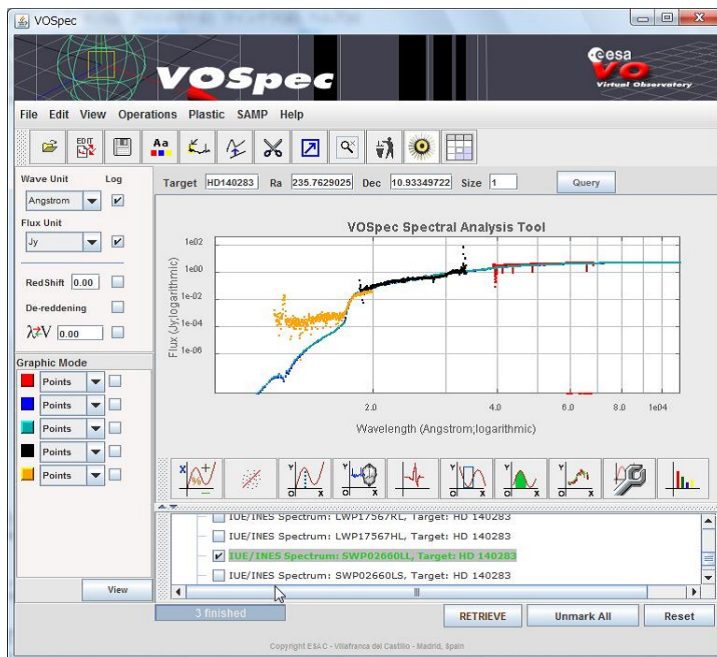 VOSpec
VOSpec
esa
VO
Virtual Observatory
File Edit View Operations Plastic SAMP Help
EDIT
Aa
Wave Unit Log
Angstrom
Flux Unit
Jy
RedShift 0.00
De-reddening
λ⇄V 0.00
Graphic Mode
Points
Points
Points
Points
Points
View
Target HD140283 Ra 235.7629025 Dec 10.93349722 Size 1 Query
VOSpec Spectral Analysis Tool
Flux (Jy;logarithmic)
1e02
1e00
1e-02
1e-04
1e-06
2.0 4.0 6.0 8.0 1e04
Wavelength (Angstrom;logarithmic)
IUE/INES Spectrum: LWP17567RL, Target: HD 140283
IUE/INES Spectrum: LWP17567HL, Target: HD 140283
IUE/INES Spectrum: SWP02660LL, Target: HD 140283
IUE/INES Spectrum: SWP02660LS, Target: HD 140283
3 finished RETRIEVE Unmark All Reset
Copyright ESAC - Villafranca del Castillo - Madrid, Spain